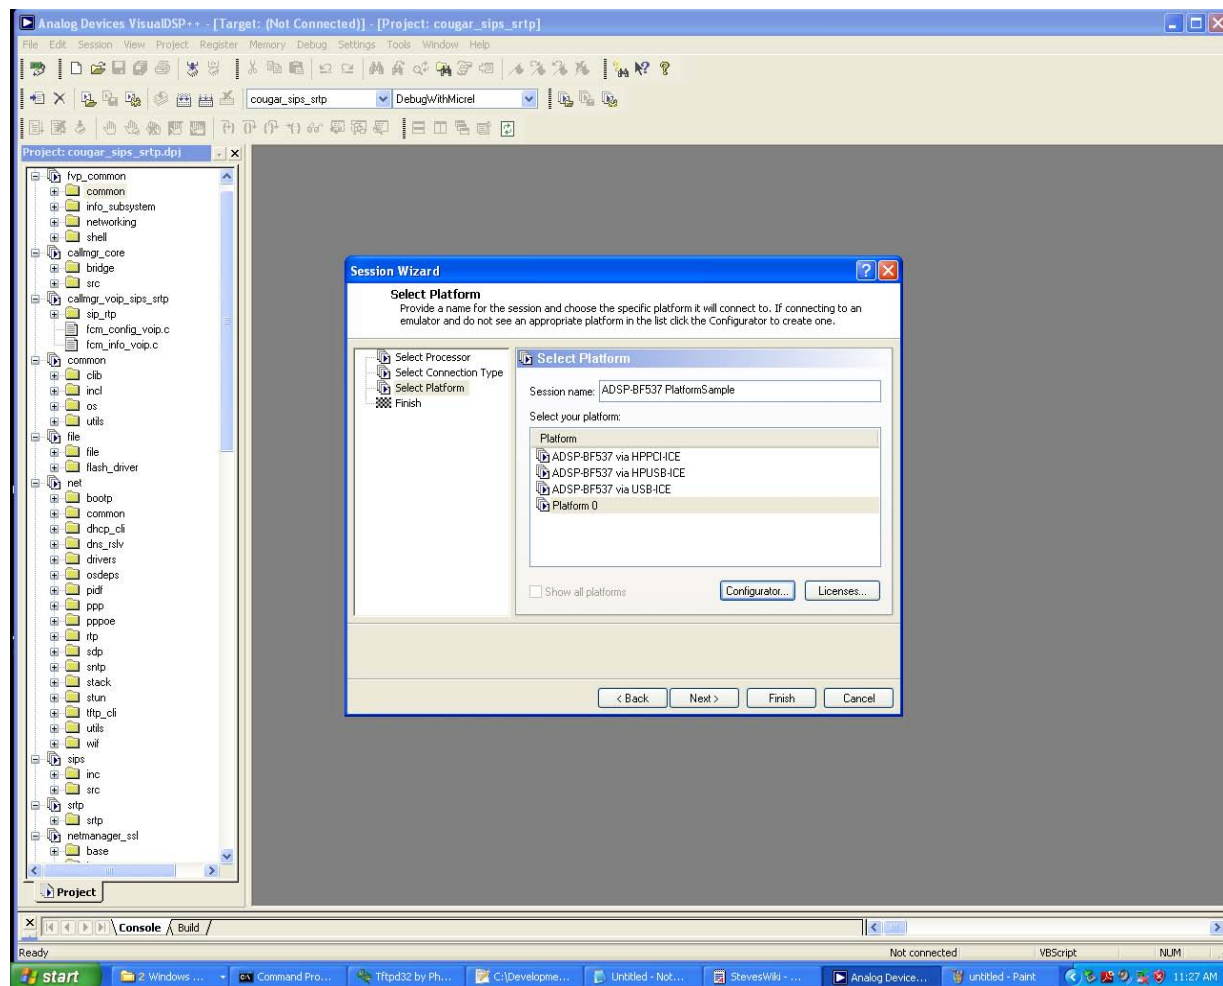 Analog Devices VisualDSP++ - [Target: (Not Connected)] - [Project: cougar_sips_srtp]
File Edit Session View Project Register Memory Debug Settings Tools Window Help
cougar_sips_srtp DebugWithMicrel
Project: cougar_sips_srtp.dpj
fvp_common
common
info_subsystem
networking
shell
callmgr_core
bridge
src
callmgr_voip_sips_srtp
sip_rtp
fcm_config_voip.c
fcm_info_voip.c
common
clib
incl
os
utils
file
file
flash_driver
net
bootp
common
dhcp_cli
dns_rslv
drivers
osdeps
pidf
ppp
pppoe
rtp
sdp
sntp
stack
stun
tftp_cli
utils
wif
sips
inc
src
srtp
srtp
netmanager_ssl
base
Project
Session Wizard
Select Platform
Provide a name for the session and choose the specific platform it will connect to. If connecting to an
emulator and do not see an appropriate platform in the list click the Configurator to create one.
Select Processor
Select Connection Type
Select Platform
Finish
Select Platform
Session name: ADSP-BF537 PlatformSample
Select your platform:
Platform
ADSP-BF537 via HPPCI-ICE
ADSP-BF537 via HPUSB-ICE
ADSP-BF537 via USB-ICE
Platform 0
Show all platforms Configurator... Licenses...
< Back Next > Finish Cancel
Console Build
Ready Not connected VBScript NUM
start 2 Windows ... Command Pro... Tftpd32 by Ph... C:\Developme... Untitled - Not... StevesWiki - ... Analog Device... untitled - Paint 11:27 AM